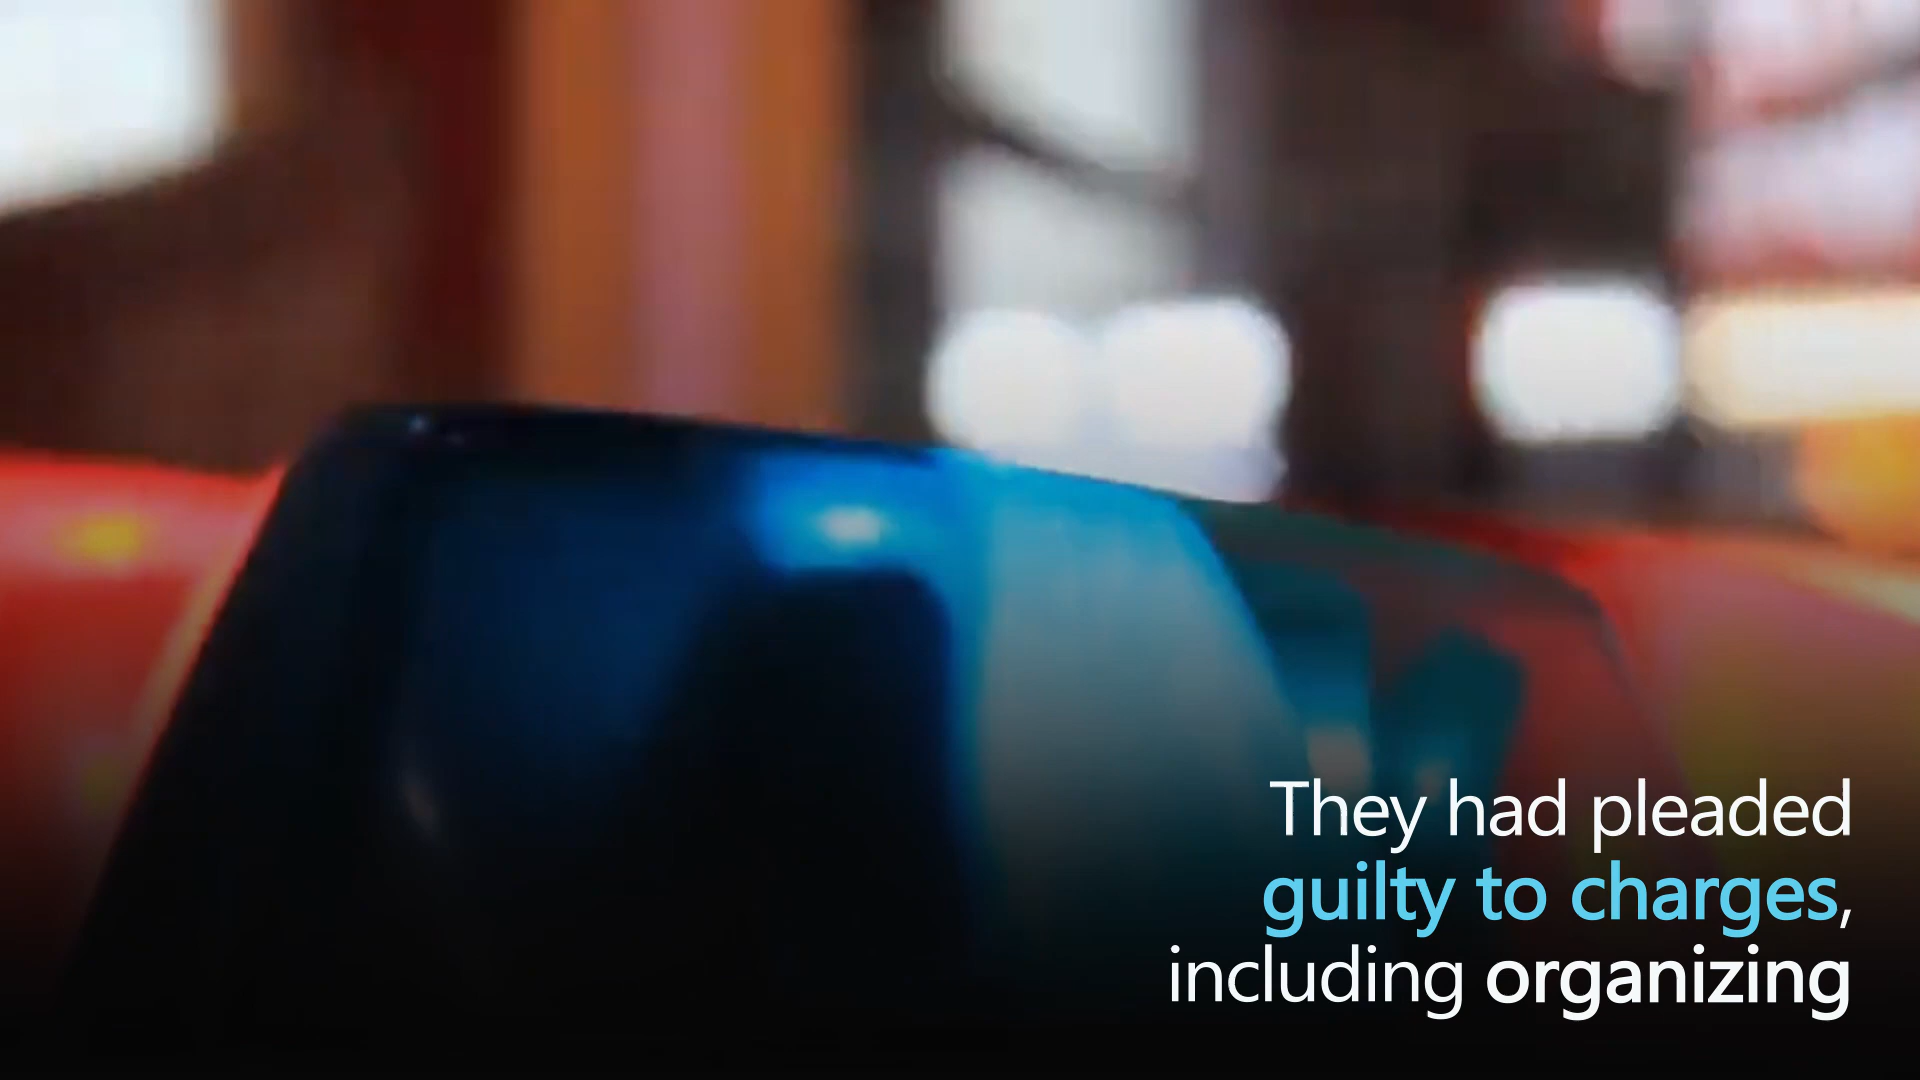 They had pleaded
guilty to charges,
including organizing